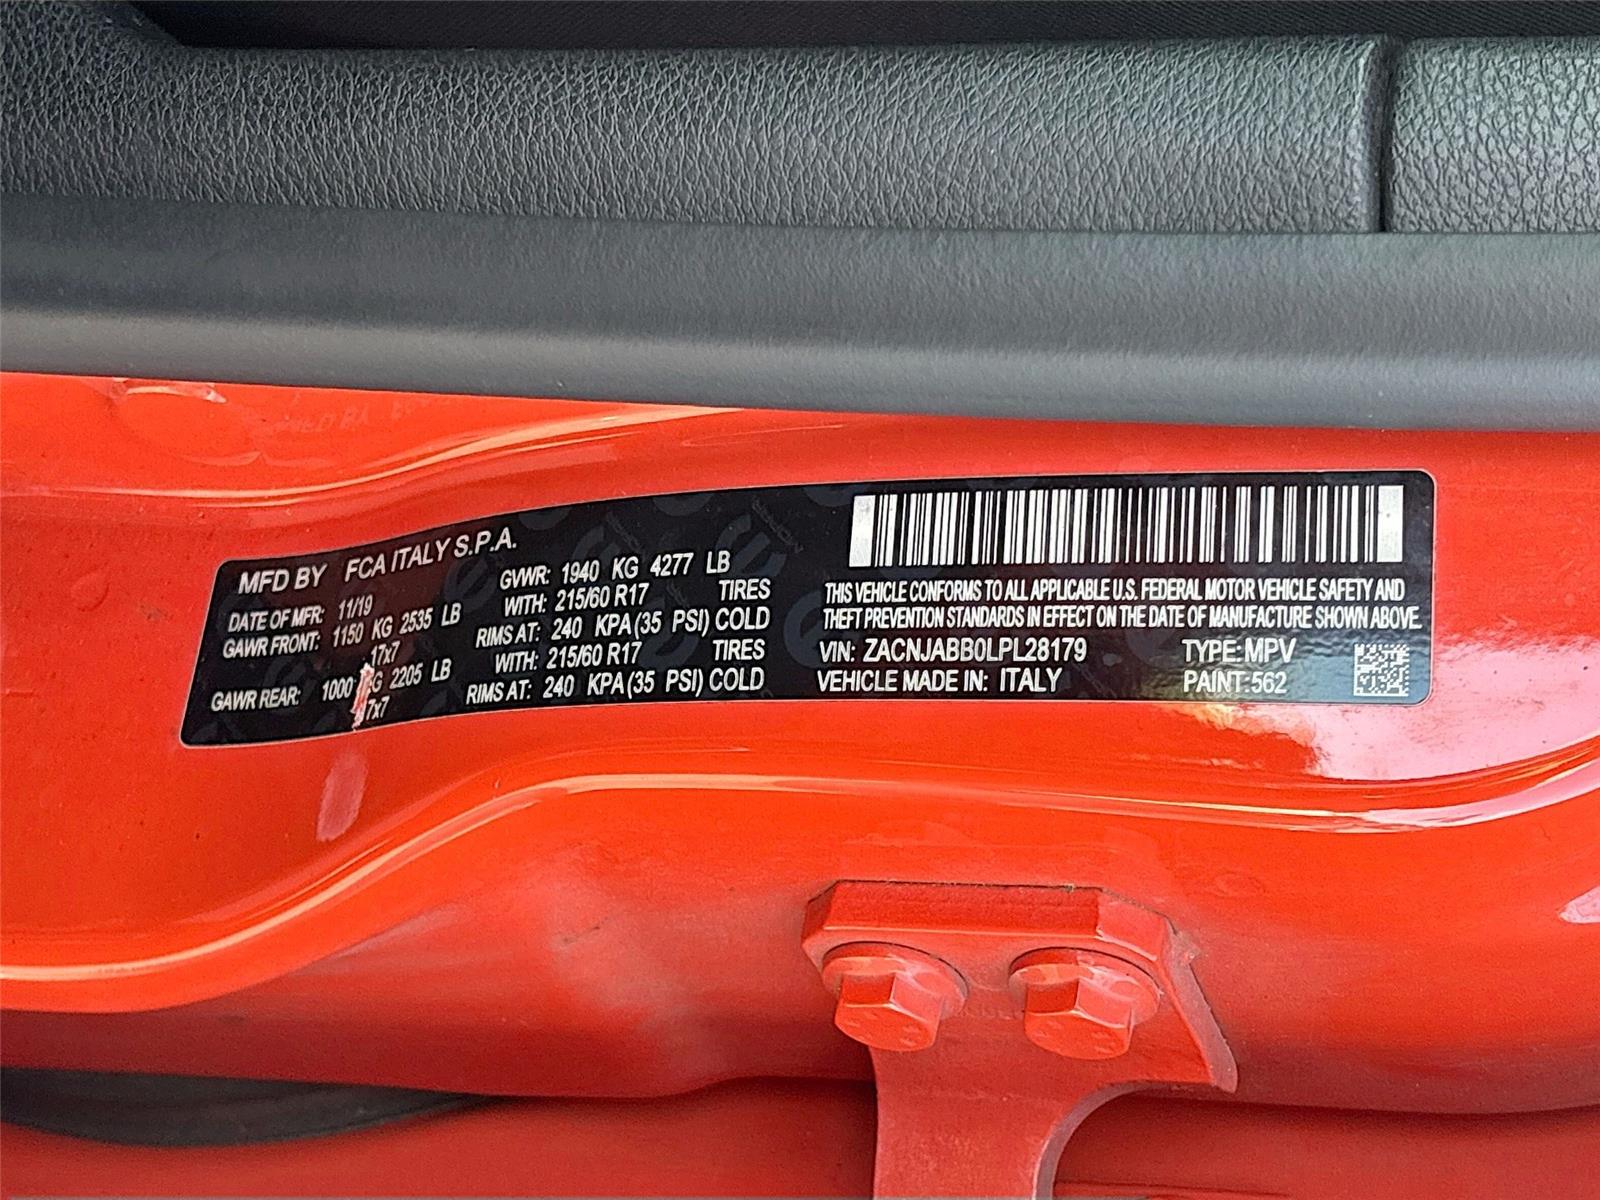 MFD BY FCA ITALY S.P.A.
DATE OF MFR: 11/19 GVWR: 1940 KG 4277 LB
GAWR FRONT: 1150 KG 2535 LB WITH: 215/60 R17 TIRES
17x7 RIMS AT: 240 KPA (35 PSI) COLD
GAWR REAR: 1000 KG 2205 LB WITH: 215/60 R17 TIRES
7x7 RIMS AT: 240 KPA (35 PSI) COLD
THIS VEHICLE CONFORMS TO ALL APPLICABLE U.S. FEDERAL MOTOR VEHICLE SAFETY AND
THEFT PREVENTION STANDARDS IN EFFECT ON THE DATE OF MANUFACTURE SHOWN ABOVE.
VIN: ZACNJABB0LPL28179 TYPE: MPV
VEHICLE MADE IN: ITALY PAINT: 562